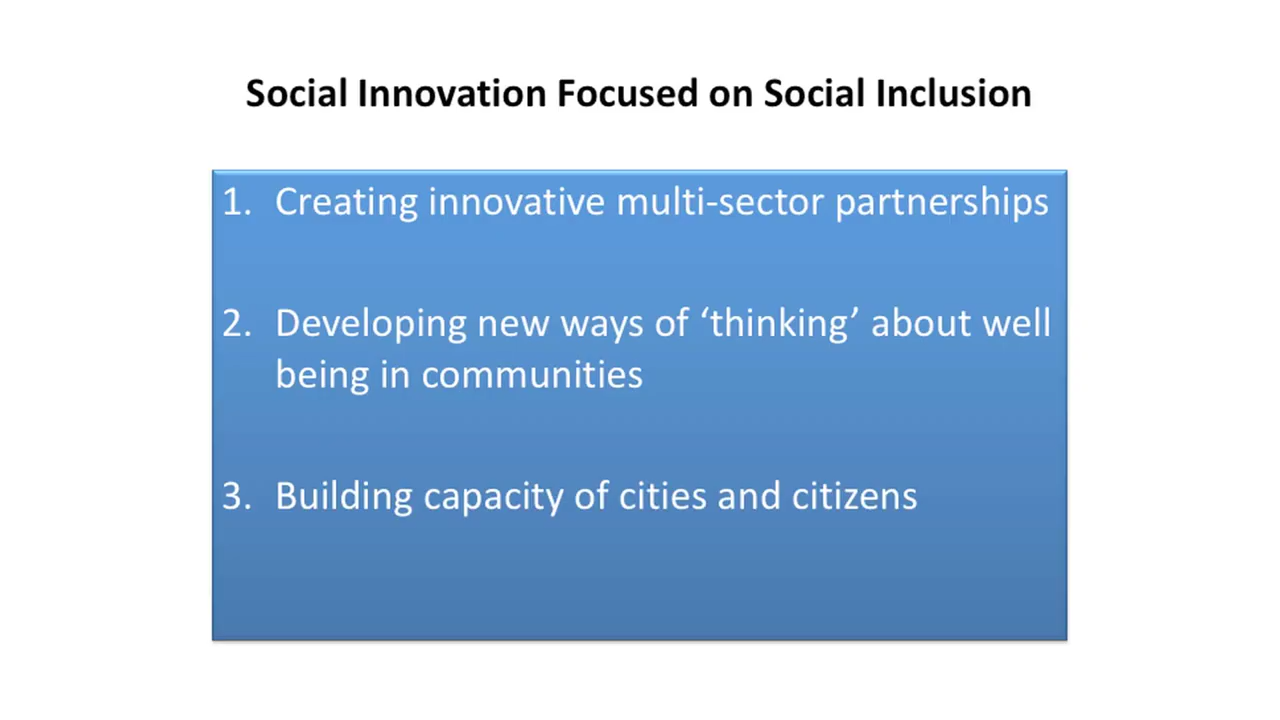 Social Innovation Focused on Social Inclusion
1. Creating innovative multi-sector partnerships
2. Developing new ways of ‘thinking’ about well
being in communities
3. Building capacity of cities and citizens